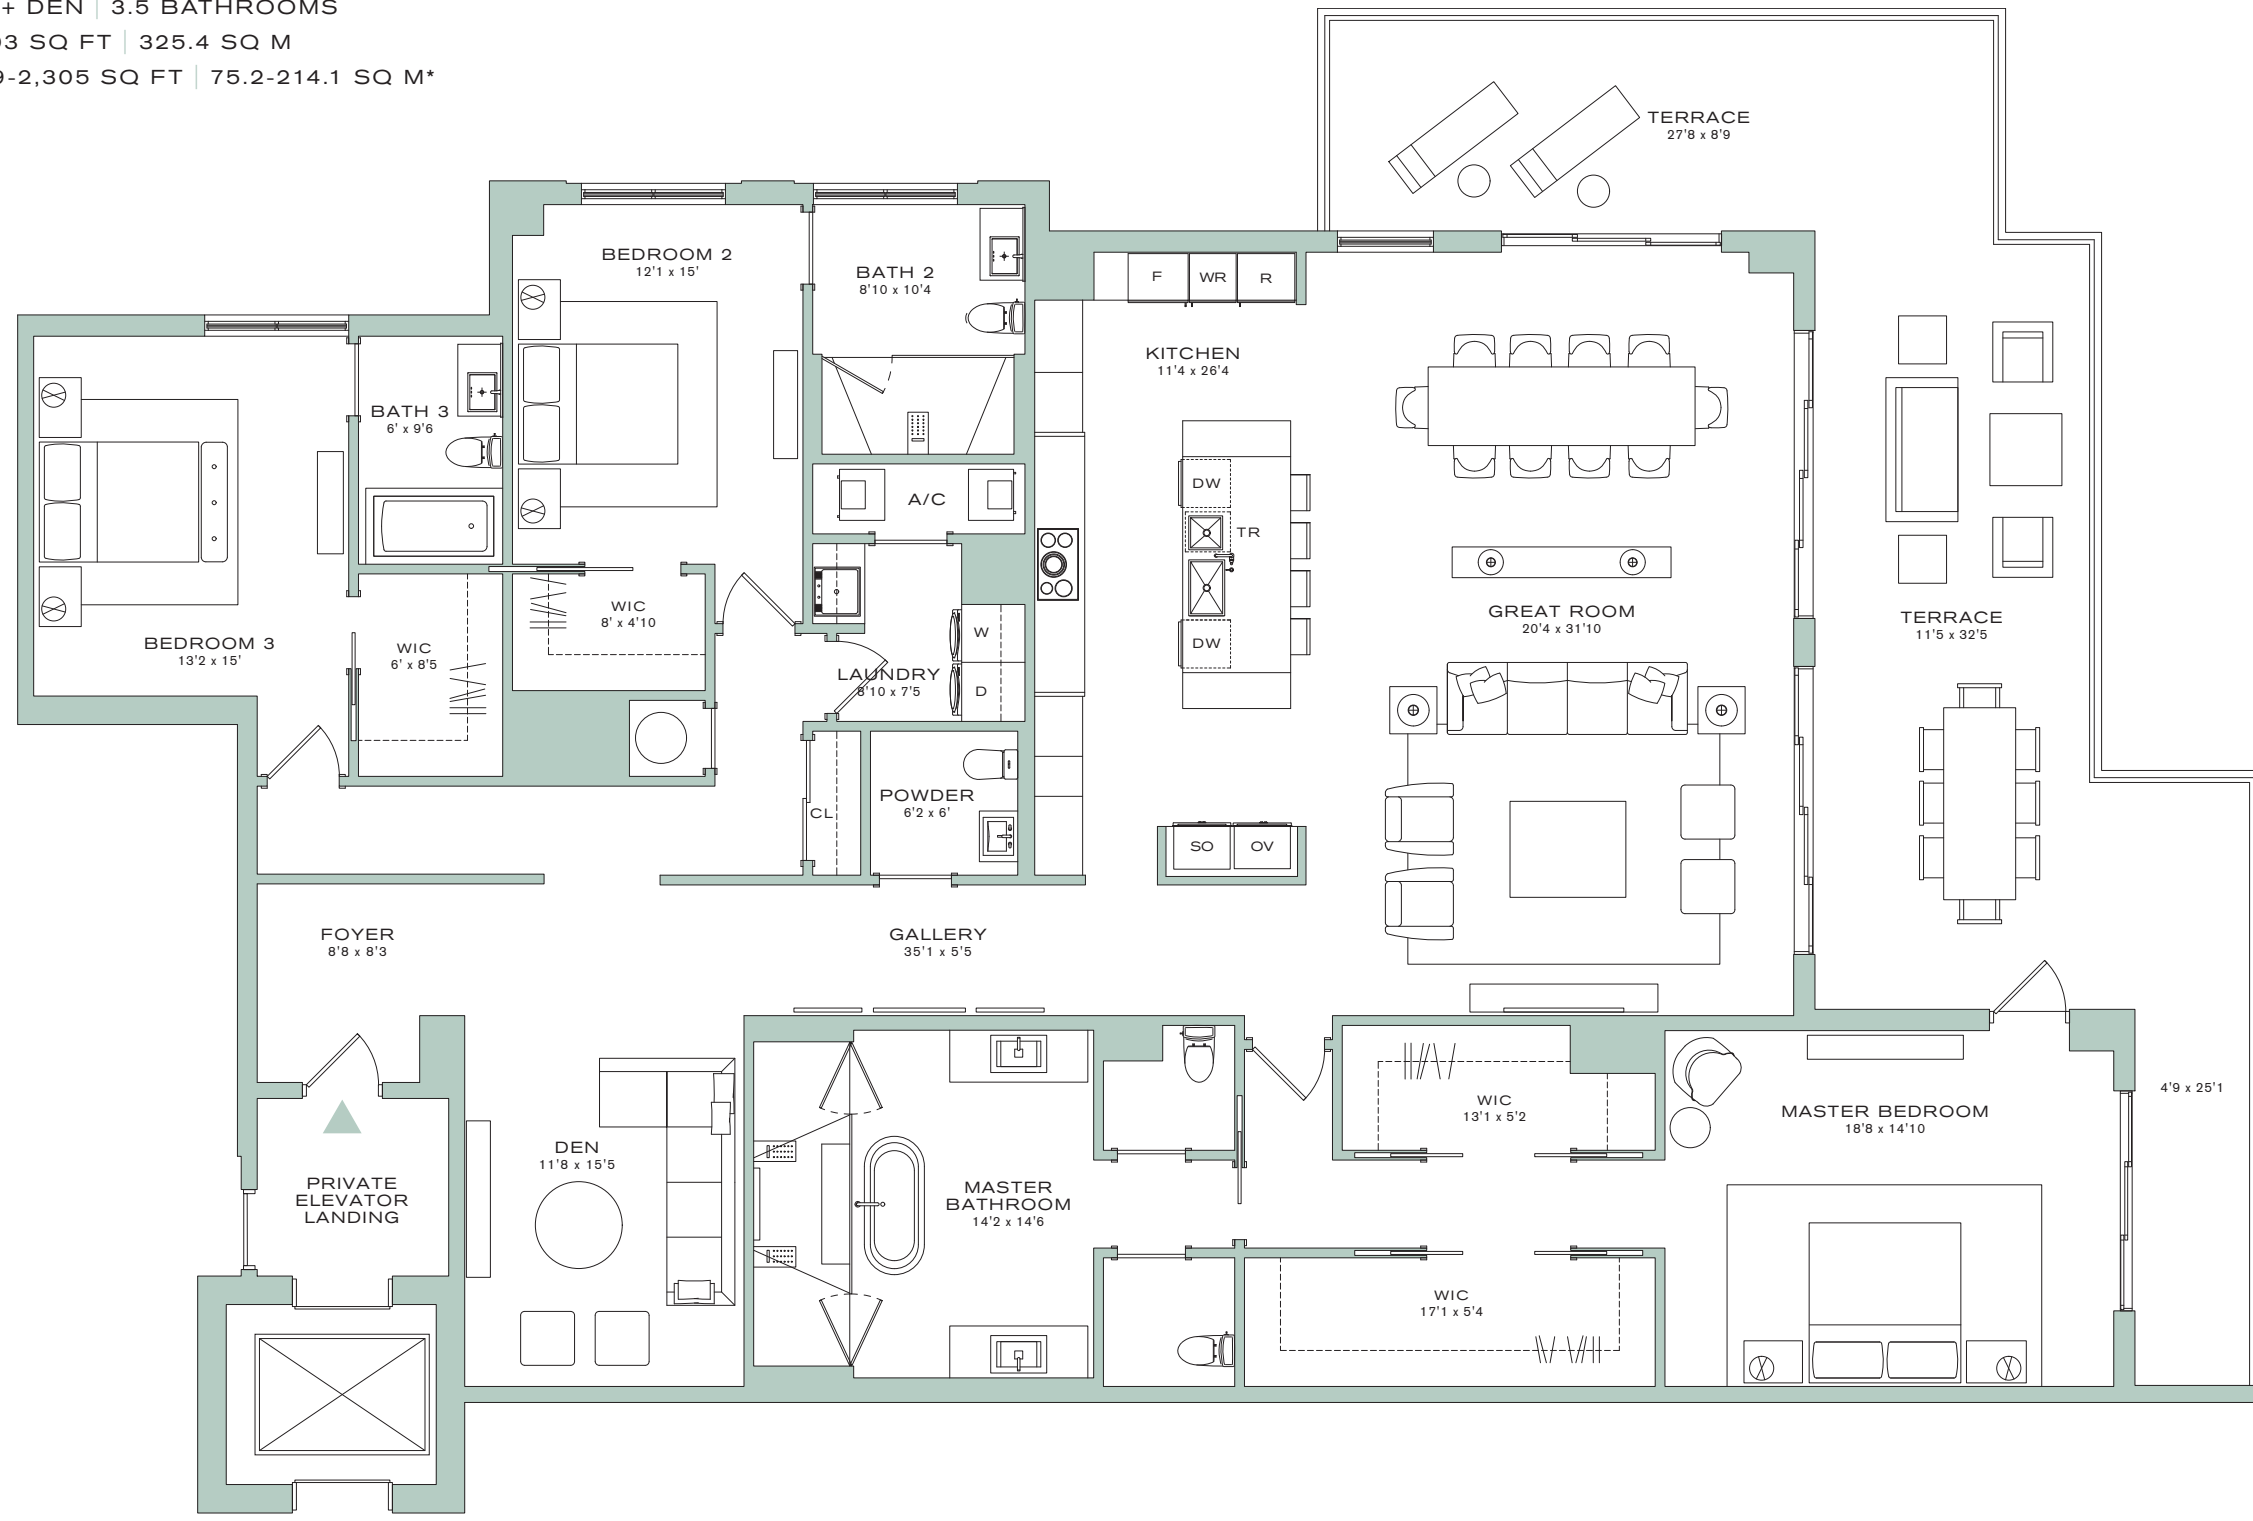 + DEN | 3.5 BATHROOMS
SQ FT | 325.4 SQ M
-2,305 SQ FT | 75.2-214.1 SQ M*
TERRACE
27'8 x 8'9
BEDROOM 2
12'1 x 15'
BATH 2
8'10 x 10'4
F
WR
R
KITCHEN
11'4 x 26'4
BATH 3
6' x 9'6
A/C
DW
TR
DW
GREAT ROOM
20'4 x 31'10
TERRACE
11'5 x 32'5
BEDROOM 3
13'2 x 15'
WIC
6' x 8'5
WIC
8' x 4'10
W
D
LAUNDRY
8'10 x 7'5
CL
POWDER
6'2 x 6'
SO
OV
FOYER
8'8 x 8'3
GALLERY
35'1 x 5'5
PRIVATE
ELEVATOR
LANDING
DEN
11'8 x 15'5
MASTER
BATHROOM
14'2 x 14'6
WIC
13'1 x 5'2
WIC
17'1 x 5'4
MASTER BEDROOM
18'8 x 14'10
4'9 x 25'1